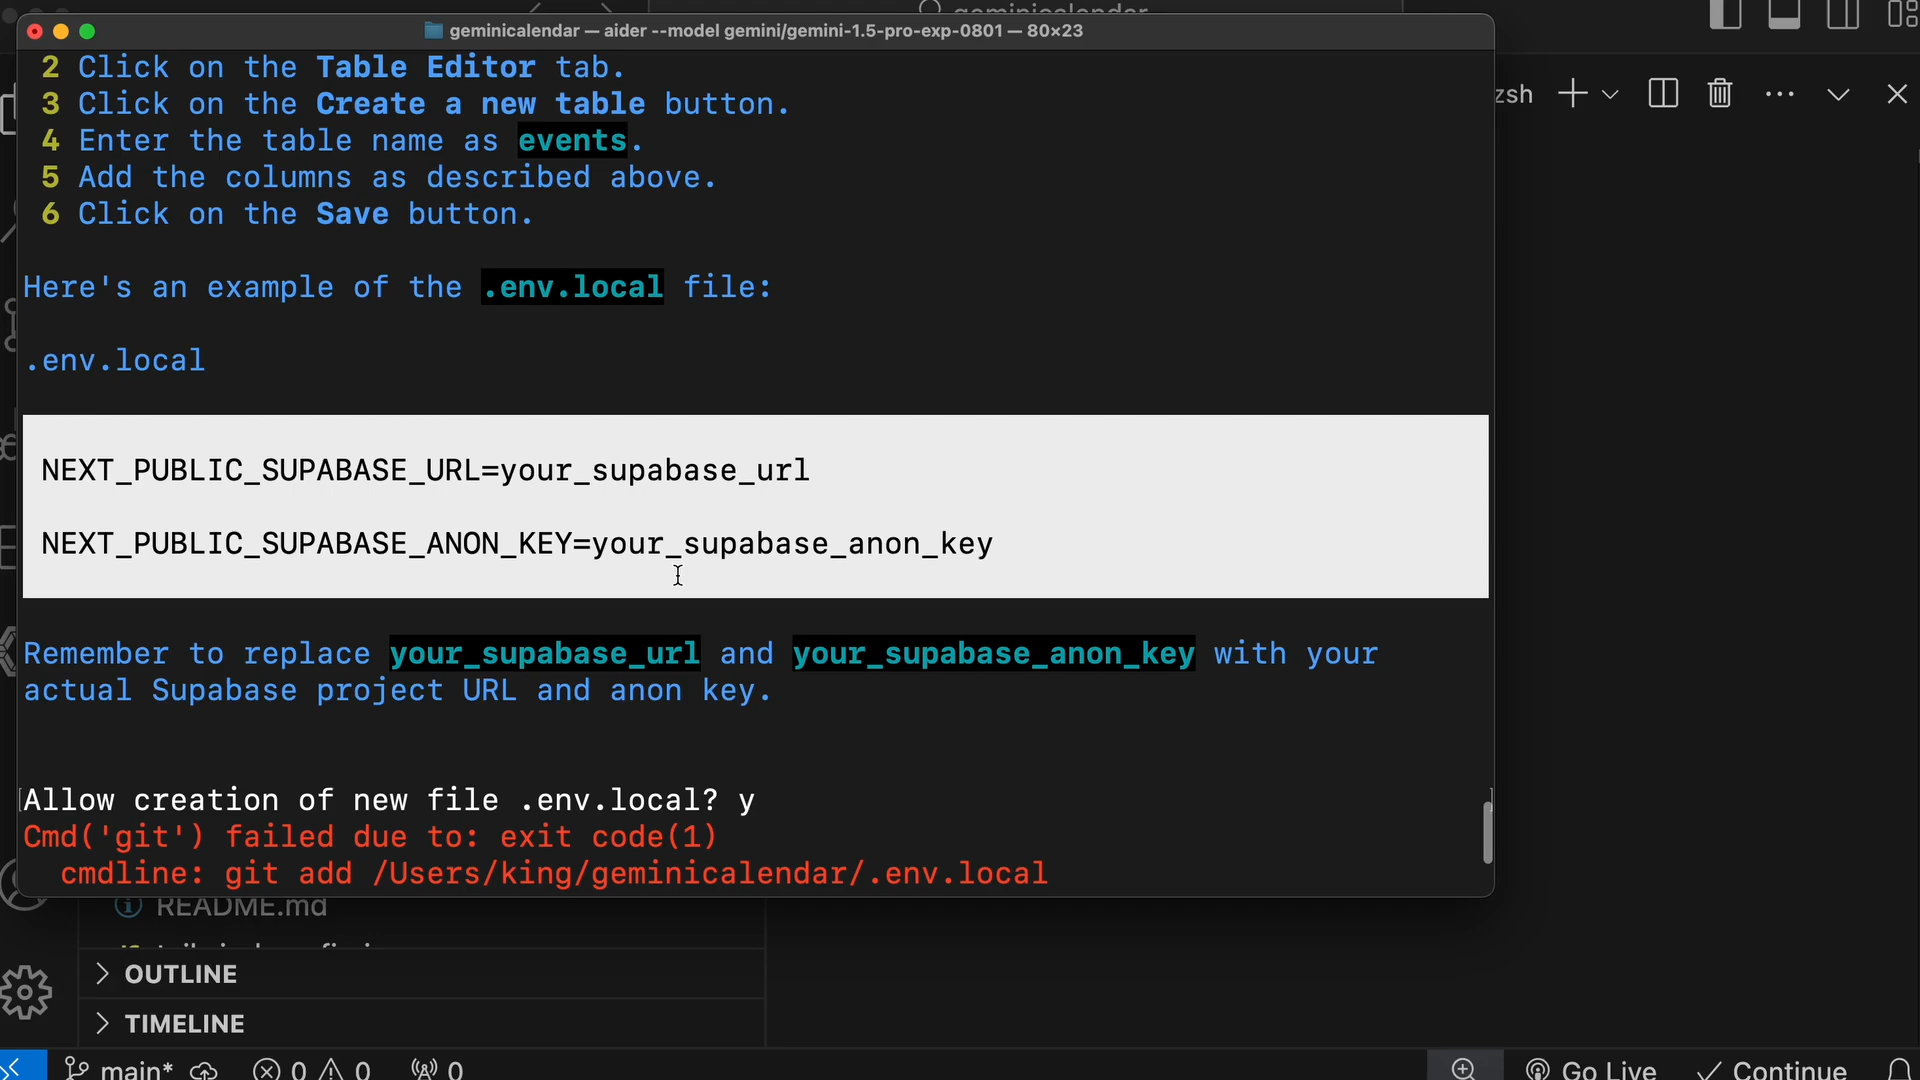 geminicalendar
geminicalendar — aider --model gemini/gemini-1.5-pro-exp-0801 — 80×23
zsh
2 Click on the Table Editor tab.
3 Click on the Create a new table button.
4 Enter the table name as events.
5 Add the columns as described above.
6 Click on the Save button.
Here's an example of the .env.local file:
.env.local
NEXT_PUBLIC_SUPABASE_URL=your_supabase_url
NEXT_PUBLIC_SUPABASE_ANON_KEY=your_supabase_anon_key
Remember to replace your_supabase_url and your_supabase_anon_key with your
actual Supabase project URL and anon key.
Allow creation of new file .env.local? y
Cmd('git') failed due to: exit code(1)
cmdline: git add /Users/king/geminicalendar/.env.local
README.md
OUTLINE
TIMELINE
main* 0 0 0 Go Live Continue